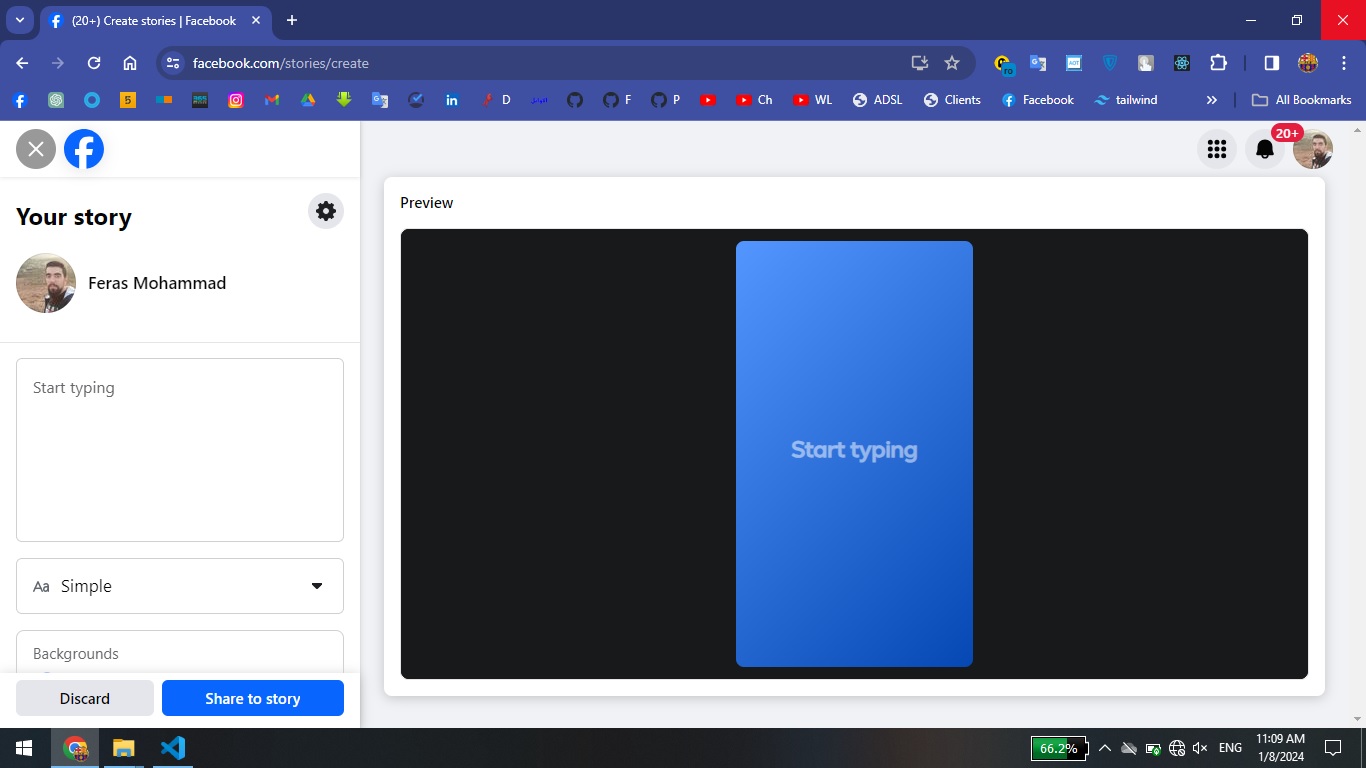 (20+) Create stories | Facebook
facebook.com/stories/create
D
F
P
Ch
WL
ADSL
Clients
Facebook
tailwind
All Bookmarks
20+
Your story
Feras Mohammad
Start typing
Aa Simple
Backgrounds
Discard
Share to story
Preview
Start typing
66.2%
ENG
11:09 AM
1/8/2024